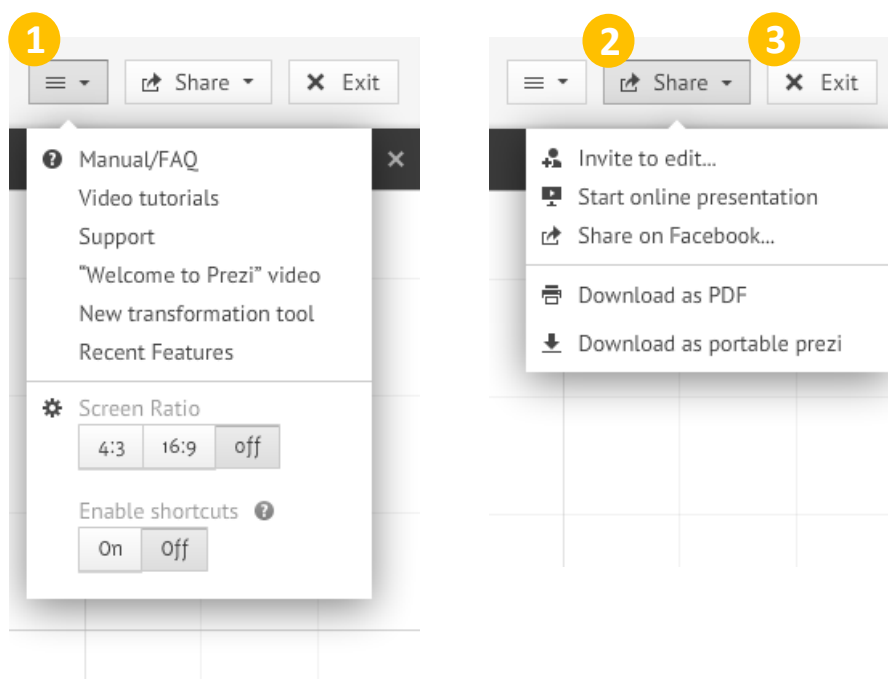 1
Share
Exit
Manual/FAQ
Video tutorials
Support
“Welcome to Prezi” video
New transformation tool
Recent Features
Screen Ratio
4:3 16:9 off
Enable shortcuts ?
On Off
2 3
Share
Exit
Invite to edit...
Start online presentation
Share on Facebook...
Download as PDF
Download as portable prezi